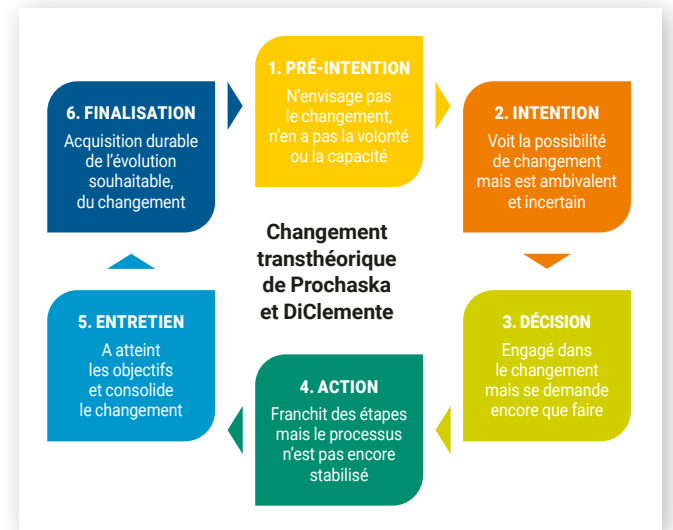 1. PRÉ-INTENTION
N'envisage pas
le changement,
n'en a pas la volonté
ou la capacité
2. INTENTION
Voit la possibilité
de changement
mais est ambivalent
et incertain
3. DÉCISION
Engagé dans
le changement
mais se demande
encore que faire
4. ACTION
Franchit des étapes
mais le processus
n'est pas encore
stabilisé
5. ENTRETIEN
A atteint
les objectifs
et consolide
le changement
6. FINALISATION
Acquisition durable
de l'évolution
souhaitable,
du changement
Changement
transthéorique
de Prochaska
et DiClemente